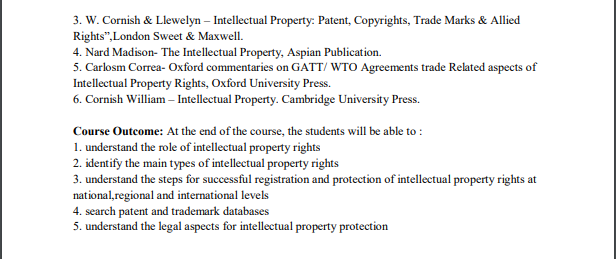 3. W. Cornish & Llewelyn – Intellectual Property: Patent, Copyrights, Trade Marks & Allied
Rights”,London Sweet & Maxwell.
4. Nard Madison- The Intellectual Property, Aspian Publication.
5. Carlosm Correa- Oxford commentaries on GATT/ WTO Agreements trade Related aspects of
Intellectual Property Rights, Oxford University Press.
6. Cornish William – Intellectual Property. Cambridge University Press.
Course Outcome: At the end of the course, the students will be able to :
1. understand the role of intellectual property rights
2. identify the main types of intellectual property rights
3. understand the steps for successful registration and protection of intellectual property rights at
national,regional and international levels
4. search patent and trademark databases
5. understand the legal aspects for intellectual property protection